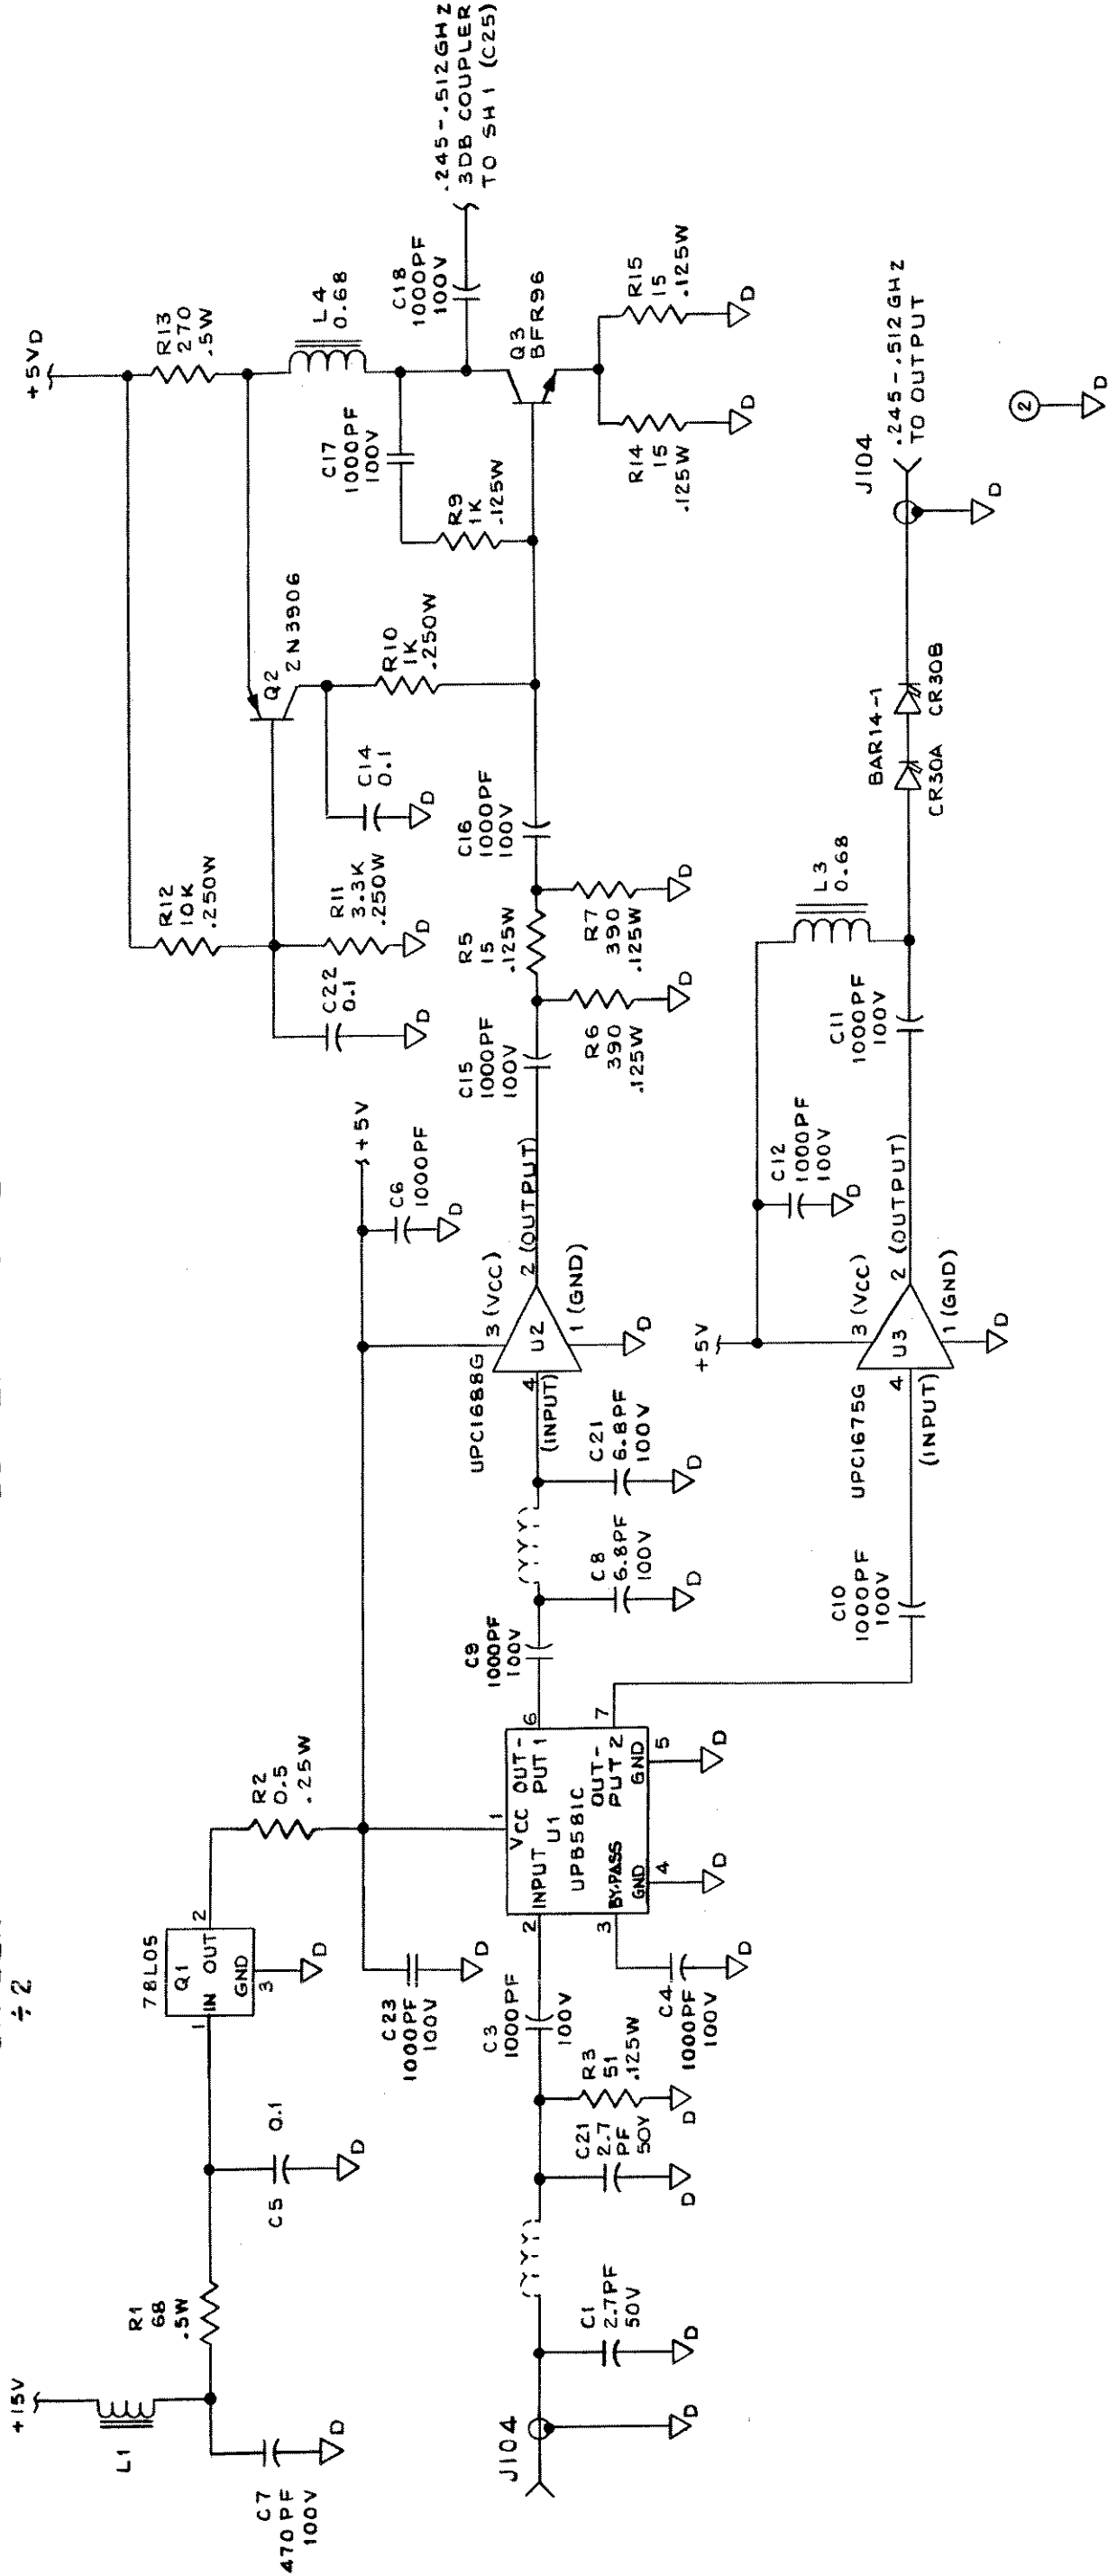 ÷2
+15V
L1
C7
470PF
100V
D
R1
68
.5W
C5
0.1
D
78L05
Q1
IN OUT
GND
1
2
3
D
R2
0.5
.25W
C23
1000PF
100V
D
+5V
C6
1000PF
D
J104
D
C1
2.7PF
50V
D
C21
2.7
PF
50V
D
R3
51
.125W
D
C3
1000PF
100V
C4
1000PF
100V
D
VCC
INPUT
OUT-
PUT 1
U1
UPB581C
OUT-
PUT 2
BY-PASS
GND
GND
1
2
3
4
5
6
7
D
D
C9
1000PF
100V
C8
6.8PF
100V
D
C21
6.8PF
100V
D
UPC1688G
U2
3 (VCC)
4
(INPUT)
2 (OUTPUT)
1 (GND)
D
C15
1000PF
100V
R6
390
.125W
D
R5
15
.125W
R7
390
.125W
D
C16
1000PF
100V
C22
0.1
D
R12
10K
.250W
R11
3.3K
.250W
D
Q2
2N3906
C14
0.1
D
R10
1K
.250W
R9
1K
.125W
C17
1000PF
100V
+5VD
R13
270
.5W
L4
0.68
C18
1000PF
100V
Q3
BFR96
R14
15
.125W
D
R15
15
.125W
D
.245-.512GHZ
3DB COUPLER
TO SH 1 (C25)
C10
1000PF
100V
UPC1675G
U3
+5V
3 (VCC)
4
(INPUT)
2 (OUTPUT)
1 (GND)
D
C12
1000PF
100V
D
C11
1000PF
100V
L3
0.68
BAR14-1
CR30A
CR30B
J104
D
.245-.512GHZ
TO OUTPUT
2
D